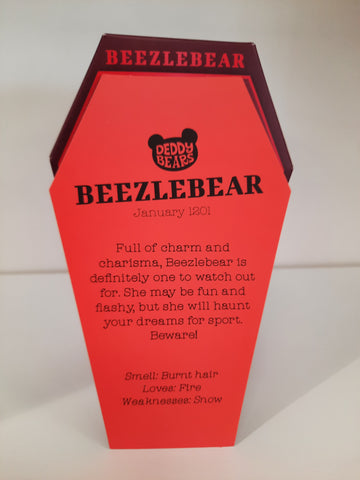 BEEZLEBEAR
DEDDY
BEARS
BEEZLEBEAR
January 1201
Full of charm and
charisma, Beezlebear is
definitely one to watch out
for. She may be fun and
flashy, but she will haunt
your dreams for sport.
Beware!
Smell: Burnt hair
Loves: Fire
Weaknesses: Snow